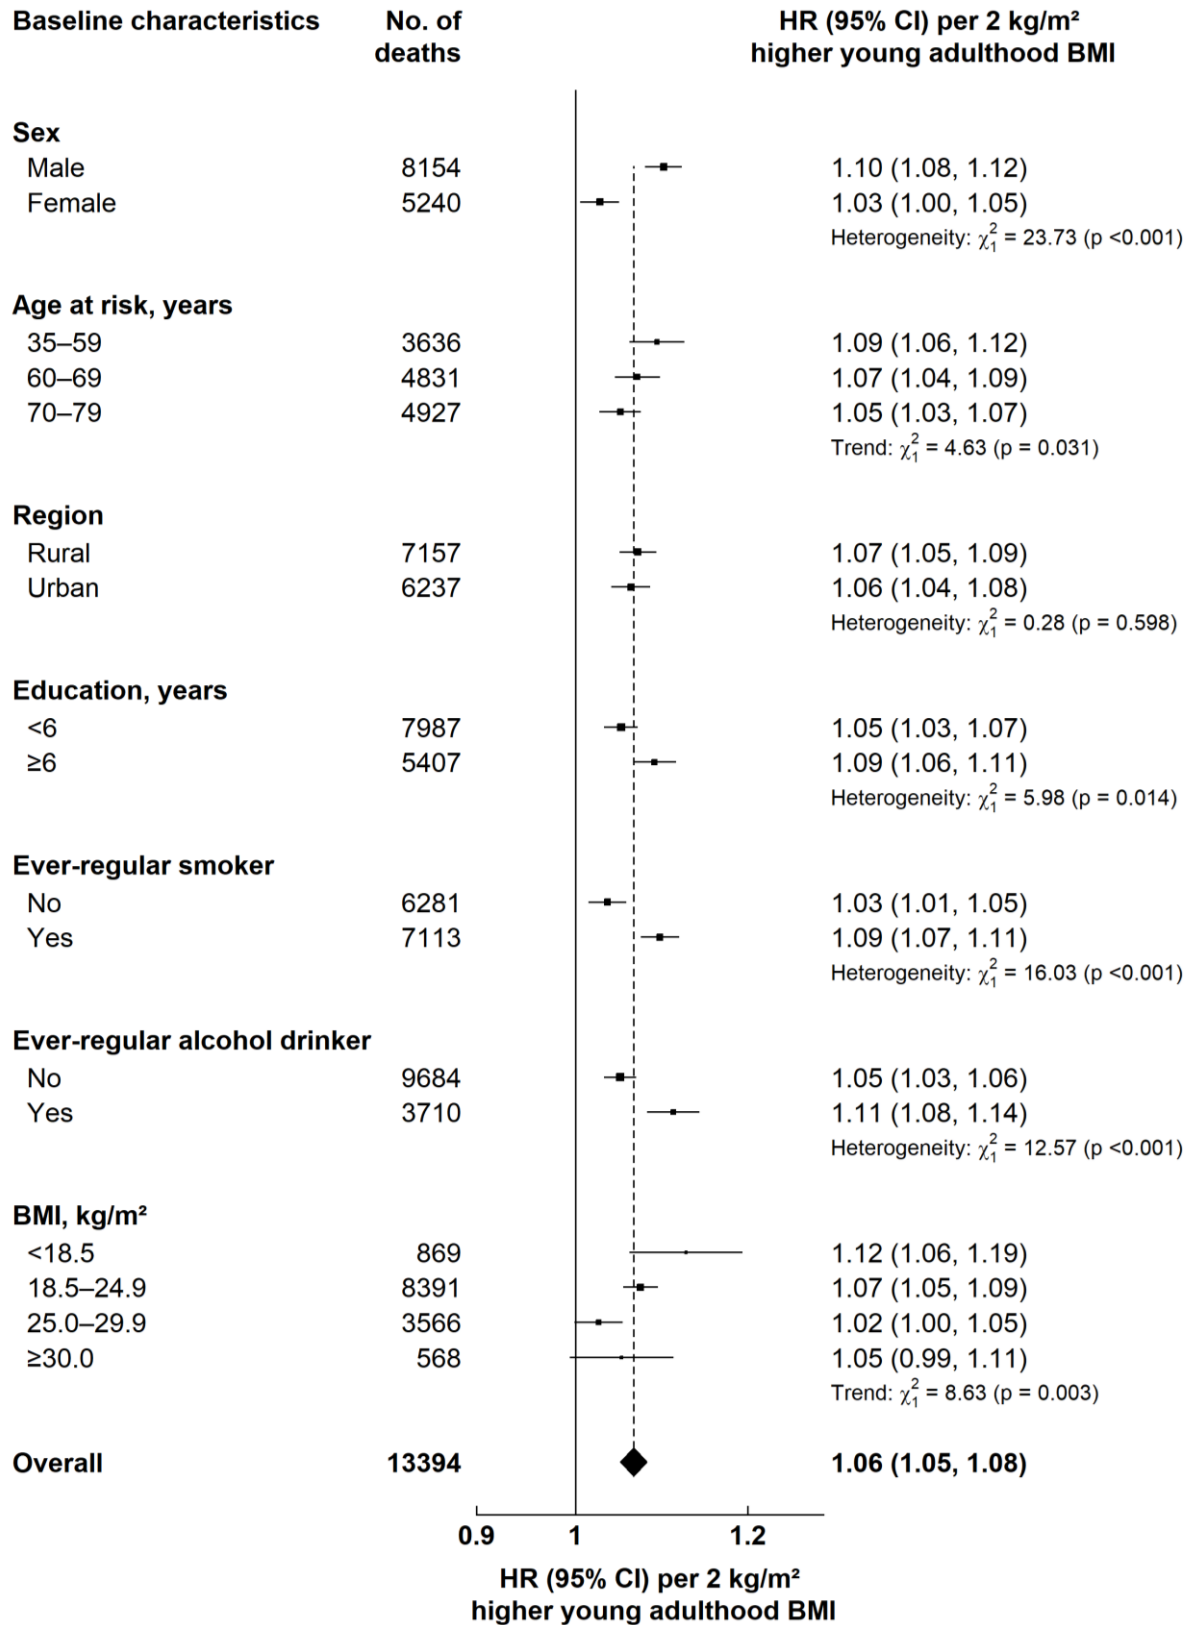 Baseline characteristics No. of deaths HR (95% CI) per 2 kg/m² higher young adulthood BMI
Sex
Male 8154 1.10 (1.08, 1.12)
Female 5240 1.03 (1.00, 1.05)
Heterogeneity: χ²₁ = 23.73 (p <0.001)
Age at risk, years
35–59 3636 1.09 (1.06, 1.12)
60–69 4831 1.07 (1.04, 1.09)
70–79 4927 1.05 (1.03, 1.07)
Trend: χ²₁ = 4.63 (p = 0.031)
Region
Rural 7157 1.07 (1.05, 1.09)
Urban 6237 1.06 (1.04, 1.08)
Heterogeneity: χ²₁ = 0.28 (p = 0.598)
Education, years
<6 7987 1.05 (1.03, 1.07)
≥6 5407 1.09 (1.06, 1.11)
Heterogeneity: χ²₁ = 5.98 (p = 0.014)
Ever-regular smoker
No 6281 1.03 (1.01, 1.05)
Yes 7113 1.09 (1.07, 1.11)
Heterogeneity: χ²₁ = 16.03 (p <0.001)
Ever-regular alcohol drinker
No 9684 1.05 (1.03, 1.06)
Yes 3710 1.11 (1.08, 1.14)
Heterogeneity: χ²₁ = 12.57 (p <0.001)
BMI, kg/m²
<18.5 869 1.12 (1.06, 1.19)
18.5–24.9 8391 1.07 (1.05, 1.09)
25.0–29.9 3566 1.02 (1.00, 1.05)
≥30.0 568 1.05 (0.99, 1.11)
Trend: χ²₁ = 8.63 (p = 0.003)
Overall 13394 1.06 (1.05, 1.08)
0.9 1 1.2
HR (95% CI) per 2 kg/m²
higher young adulthood BMI